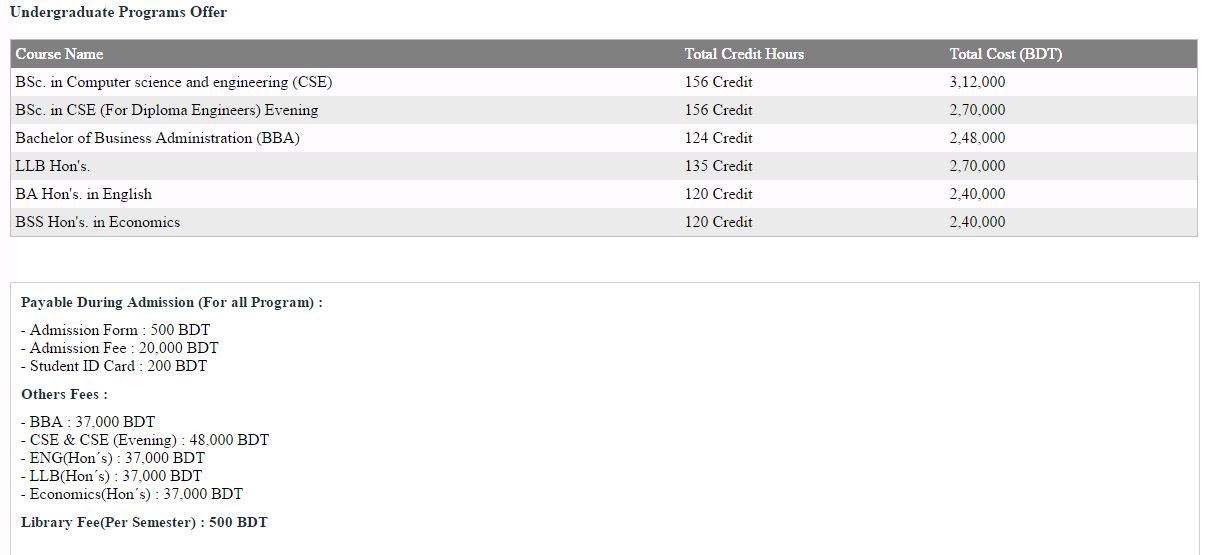 Undergraduate Programs Offer
Course Name Total Credit Hours Total Cost (BDT)
BSc. in Computer science and engineering (CSE) 156 Credit 3,12,000
BSc. in CSE (For Diploma Engineers) Evening 156 Credit 2,70,000
Bachelor of Business Administration (BBA) 124 Credit 2,48,000
LLB Hon's. 135 Credit 2,70,000
BA Hon's. in English 120 Credit 2,40,000
BSS Hon's. in Economics 120 Credit 2,40,000
Payable During Admission (For all Program) :
- Admission Form : 500 BDT
- Admission Fee : 20,000 BDT
- Student ID Card : 200 BDT
Others Fees :
- BBA : 37,000 BDT
- CSE & CSE (Evening) : 48,000 BDT
- ENG(Hon´s) : 37,000 BDT
- LLB(Hon´s) : 37,000 BDT
- Economics(Hon´s) : 37,000 BDT
Library Fee(Per Semester) : 500 BDT